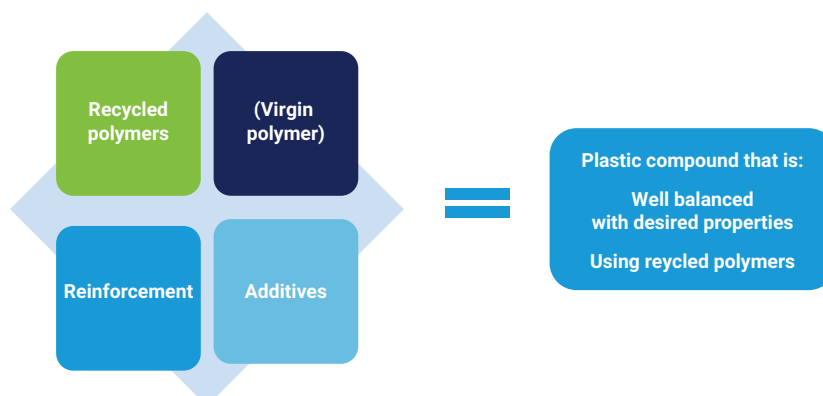 Recycled
polymers
(Virgin
polymer)
Reinforcement
Additives
Plastic compound that is:
Well balanced
with desired properties
Using reycled polymers